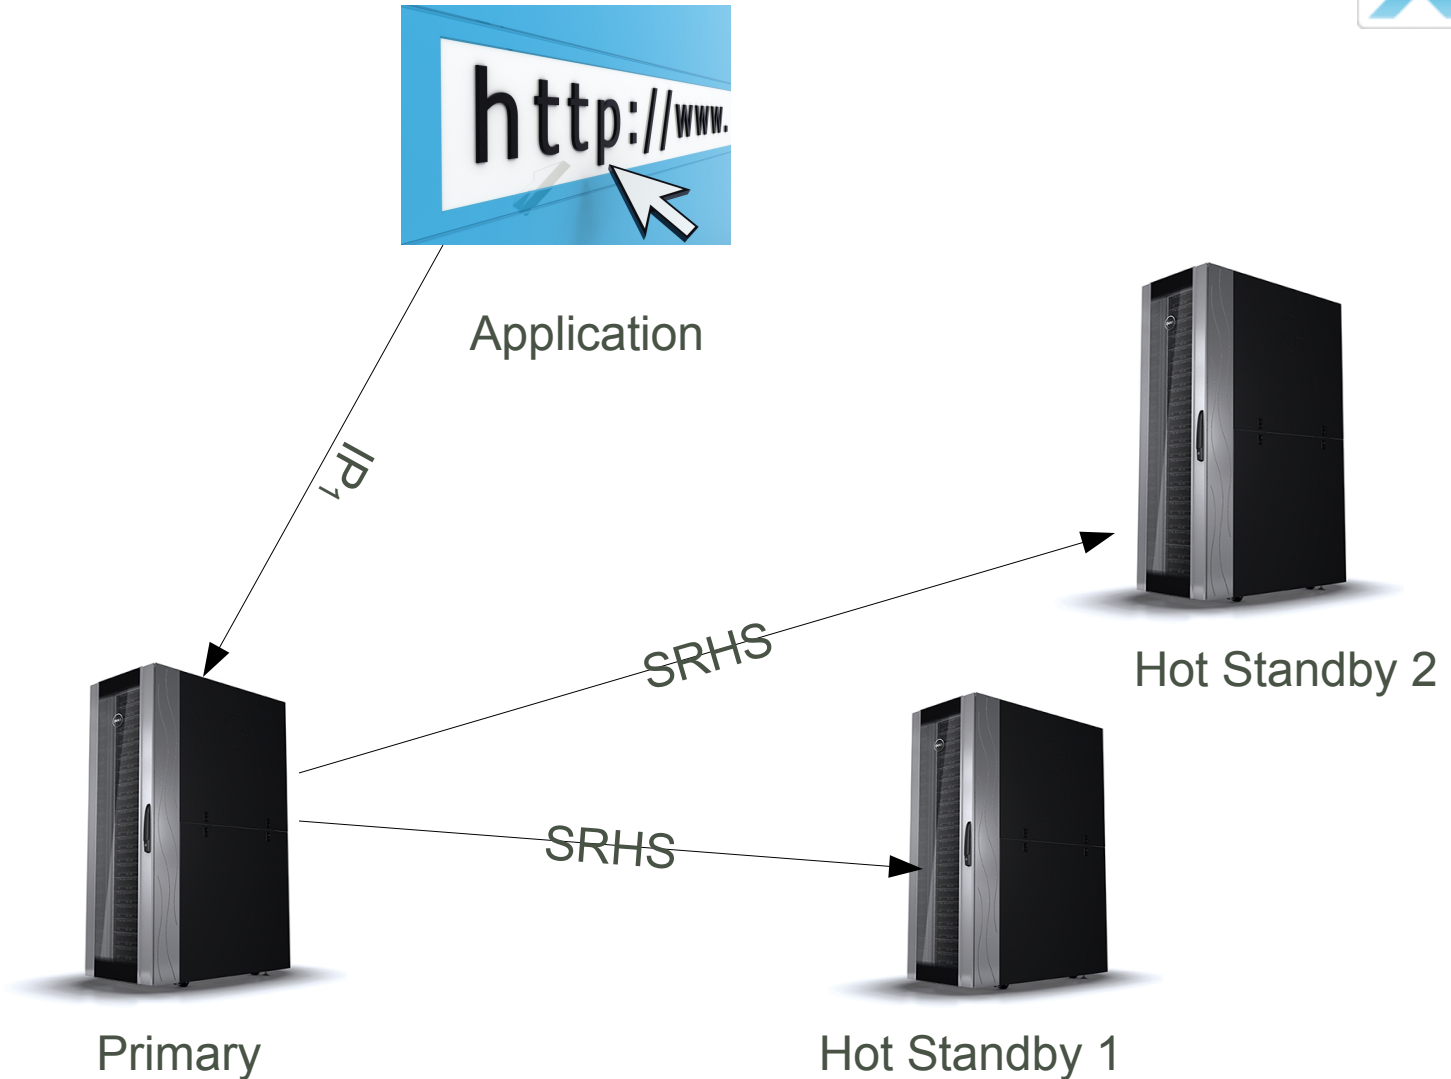 http://www.
Application
IP1
SRHS
Hot Standby 2
SRHS
Primary
Hot Standby 1